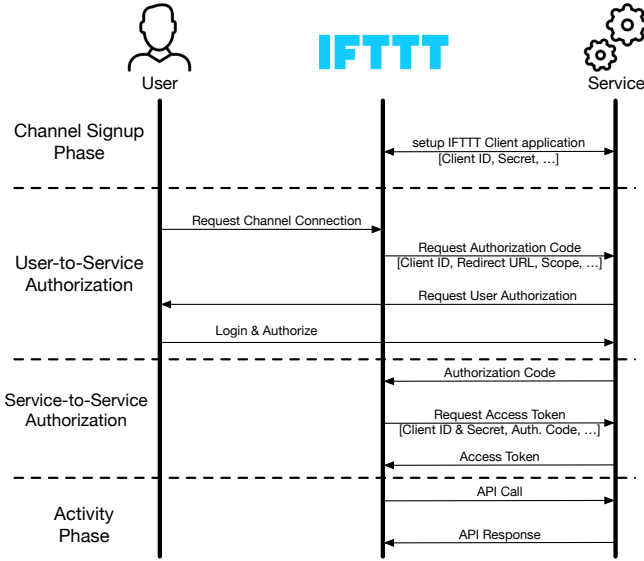 IFTTT
User
Service
Channel Signup
Phase
setup IFTTT Client application
[Client ID, Secret, ...]
Request Channel Connection
User-to-Service
Authorization
Request Authorization Code
[Client ID, Redirect URL, Scope, ...]
Request User Authorization
Login & Authorize
Service-to-Service
Authorization
Authorization Code
Request Access Token
[Client ID & Secret, Auth. Code, ...]
Access Token
Activity
Phase
API Call
API Response